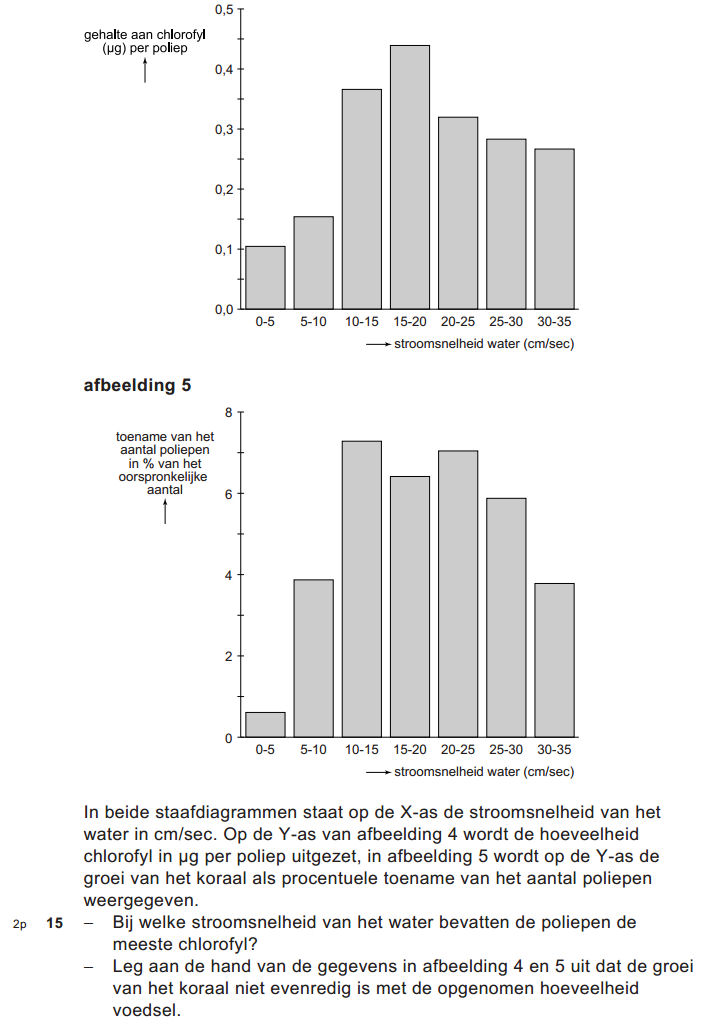 0,5
gehalte aan chlorofyl
(µg) per poliep
0,4
0,3
0,2
0,1
0,0
0-5 5-10 10-15 15-20 20-25 25-30 30-35
stroomsnelheid water (cm/sec)
afbeelding 5
8
toename van het
aantal poliepen
in % van het
oorspronkelijke
aantal
6
4
2
0
0-5 5-10 10-15 15-20 20-25 25-30 30-35
stroomsnelheid water (cm/sec)
In beide staafdiagrammen staat op de X-as de stroomsnelheid van het
water in cm/sec. Op de Y-as van afbeelding 4 wordt de hoeveelheid
chlorofyl in µg per poliep uitgezet, in afbeelding 5 wordt op de Y-as de
groei van het koraal als procentuele toename van het aantal poliepen
weergegeven.
2p 15 – Bij welke stroomsnelheid van het water bevatten de poliepen de
meeste chlorofyl?
– Leg aan de hand van de gegevens in afbeelding 4 en 5 uit dat de groei
van het koraal niet evenredig is met de opgenomen hoeveelheid
voedsel.